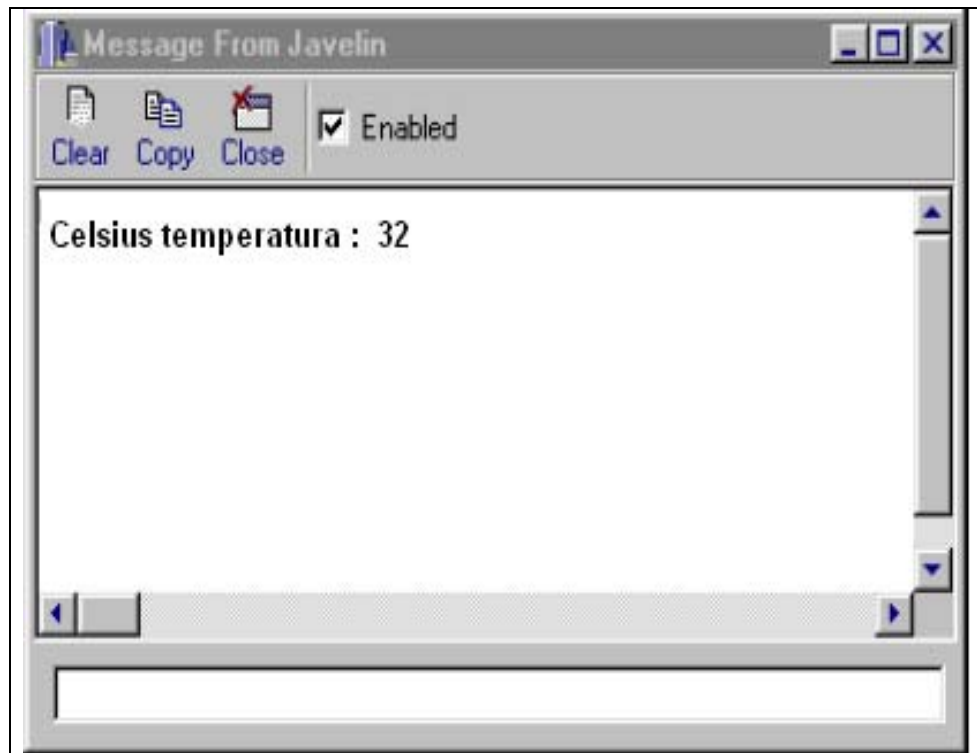 Message From Javelin
Clear Copy Close Enabled
Celsius temperatura : 32